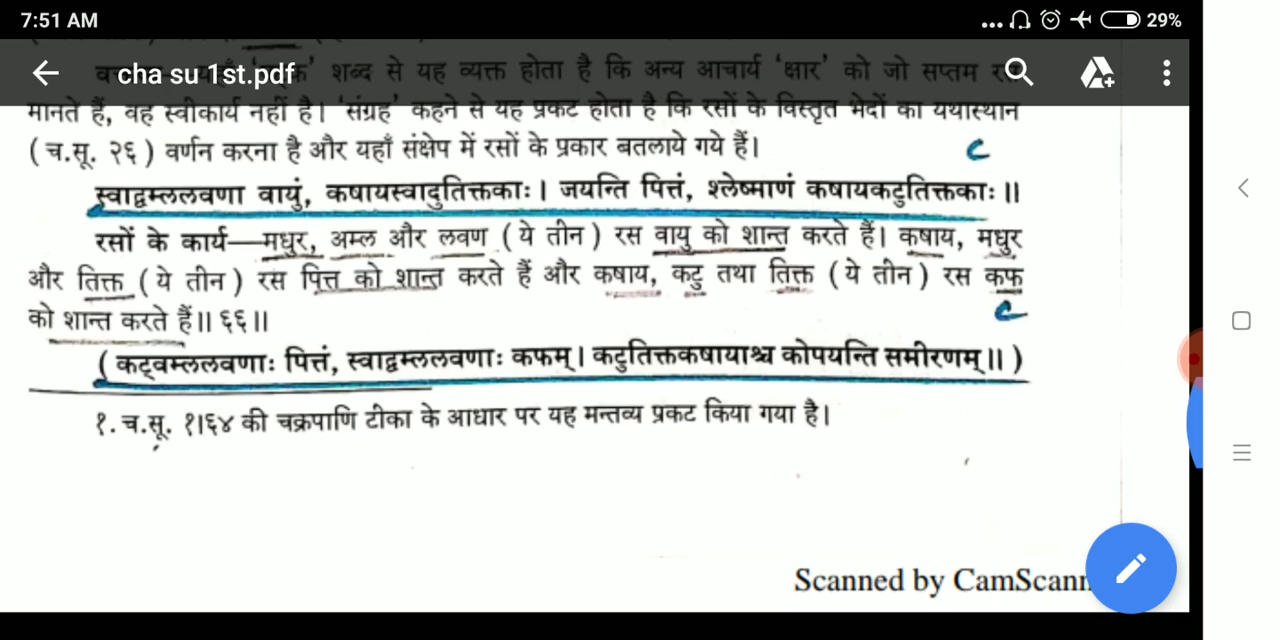 7:51 AM
29%
cha su 1st.pdf
शब्द से यह व्यक्त होता है कि अन्य आचार्य ‘क्षार’ को जो सप्तम
मानते हैं, वह स्वीकार्य नहीं है। ‘संग्रह’ कहने से यह प्रकट होता है कि रसों के विस्तृत भेदों का यथास्थान
(च.सू. २६) वर्णन करना है और यहाँ संक्षेप में रसों के प्रकार बतलाये गये हैं।
स्वाद्वम्ललवणा वायुं, कषायस्वादुतिक्तकाः। जयन्ति पित्तं, श्लेष्माणं कषायकटुतिक्तकाः॥
रसों के कार्य—मधुर, अम्ल और लवण (ये तीन) रस वायु को शान्त करते हैं। कषाय, मधुर
और तिक्त (ये तीन) रस पित्त को शान्त करते हैं और कषाय, कटु तथा तिक्त (ये तीन) रस कफ
को शान्त करते हैं॥ ६६॥
(कट्वम्ललवणाः पित्तं, स्वाद्वम्ललवणाः कफम्। कटुतिक्तकषायाश्च कोपयन्ति समीरणम्॥)
१. च.सू. १।६४ की चक्रपाणि टीका के आधार पर यह मन्तव्य प्रकट किया गया है।
Scanned by CamScann